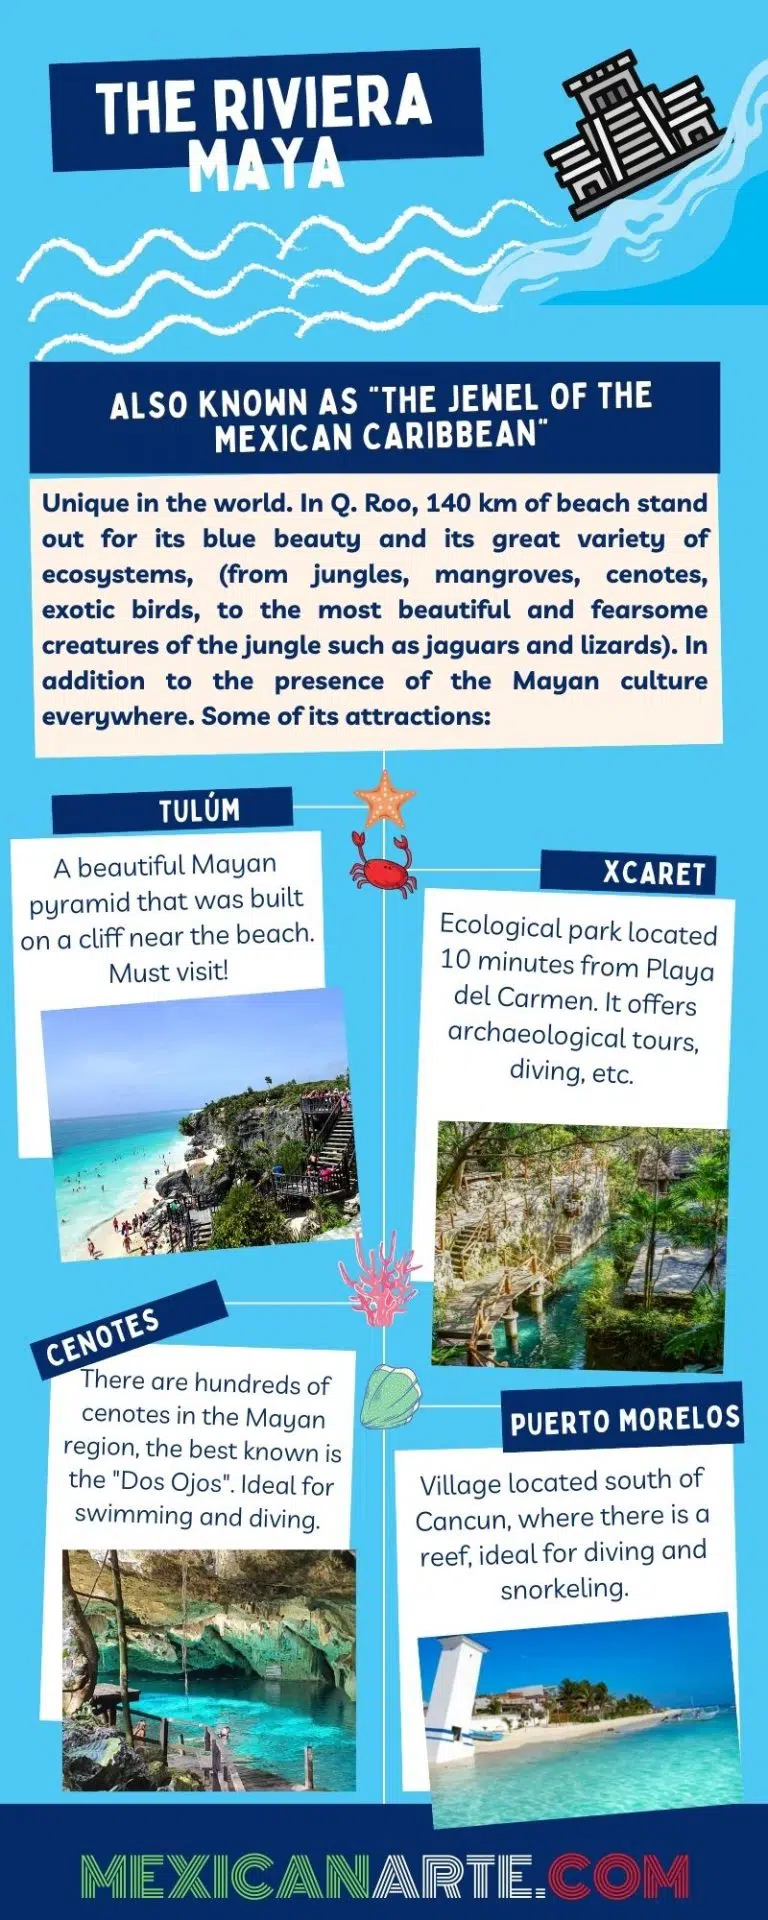 THE RIVIERA
MAYA
ALSO KNOWN AS "THE JEWEL OF THE
MEXICAN CARIBBEAN"
Unique in the world. In Q. Roo, 140 km of beach stand
out for its blue beauty and its great variety of
ecosystems, (from jungles, mangroves, cenotes,
exotic birds, to the most beautiful and fearsome
creatures of the jungle such as jaguars and lizards). In
addition to the presence of the Mayan culture
everywhere. Some of its attractions:
TULÚM
A beautiful Mayan
pyramid that was built
on a cliff near the beach.
Must visit!
XCARET
Ecological park located
10 minutes from Playa
del Carmen. It offers
archaeological tours,
diving, etc.
CENOTES
There are hundreds of
cenotes in the Mayan
region, the best known is
the "Dos Ojos". Ideal for
swimming and diving.
PUERTO MORELOS
Village located south of
Cancun, where there is a
reef, ideal for diving and
snorkeling.
MEXICANARTE.COM